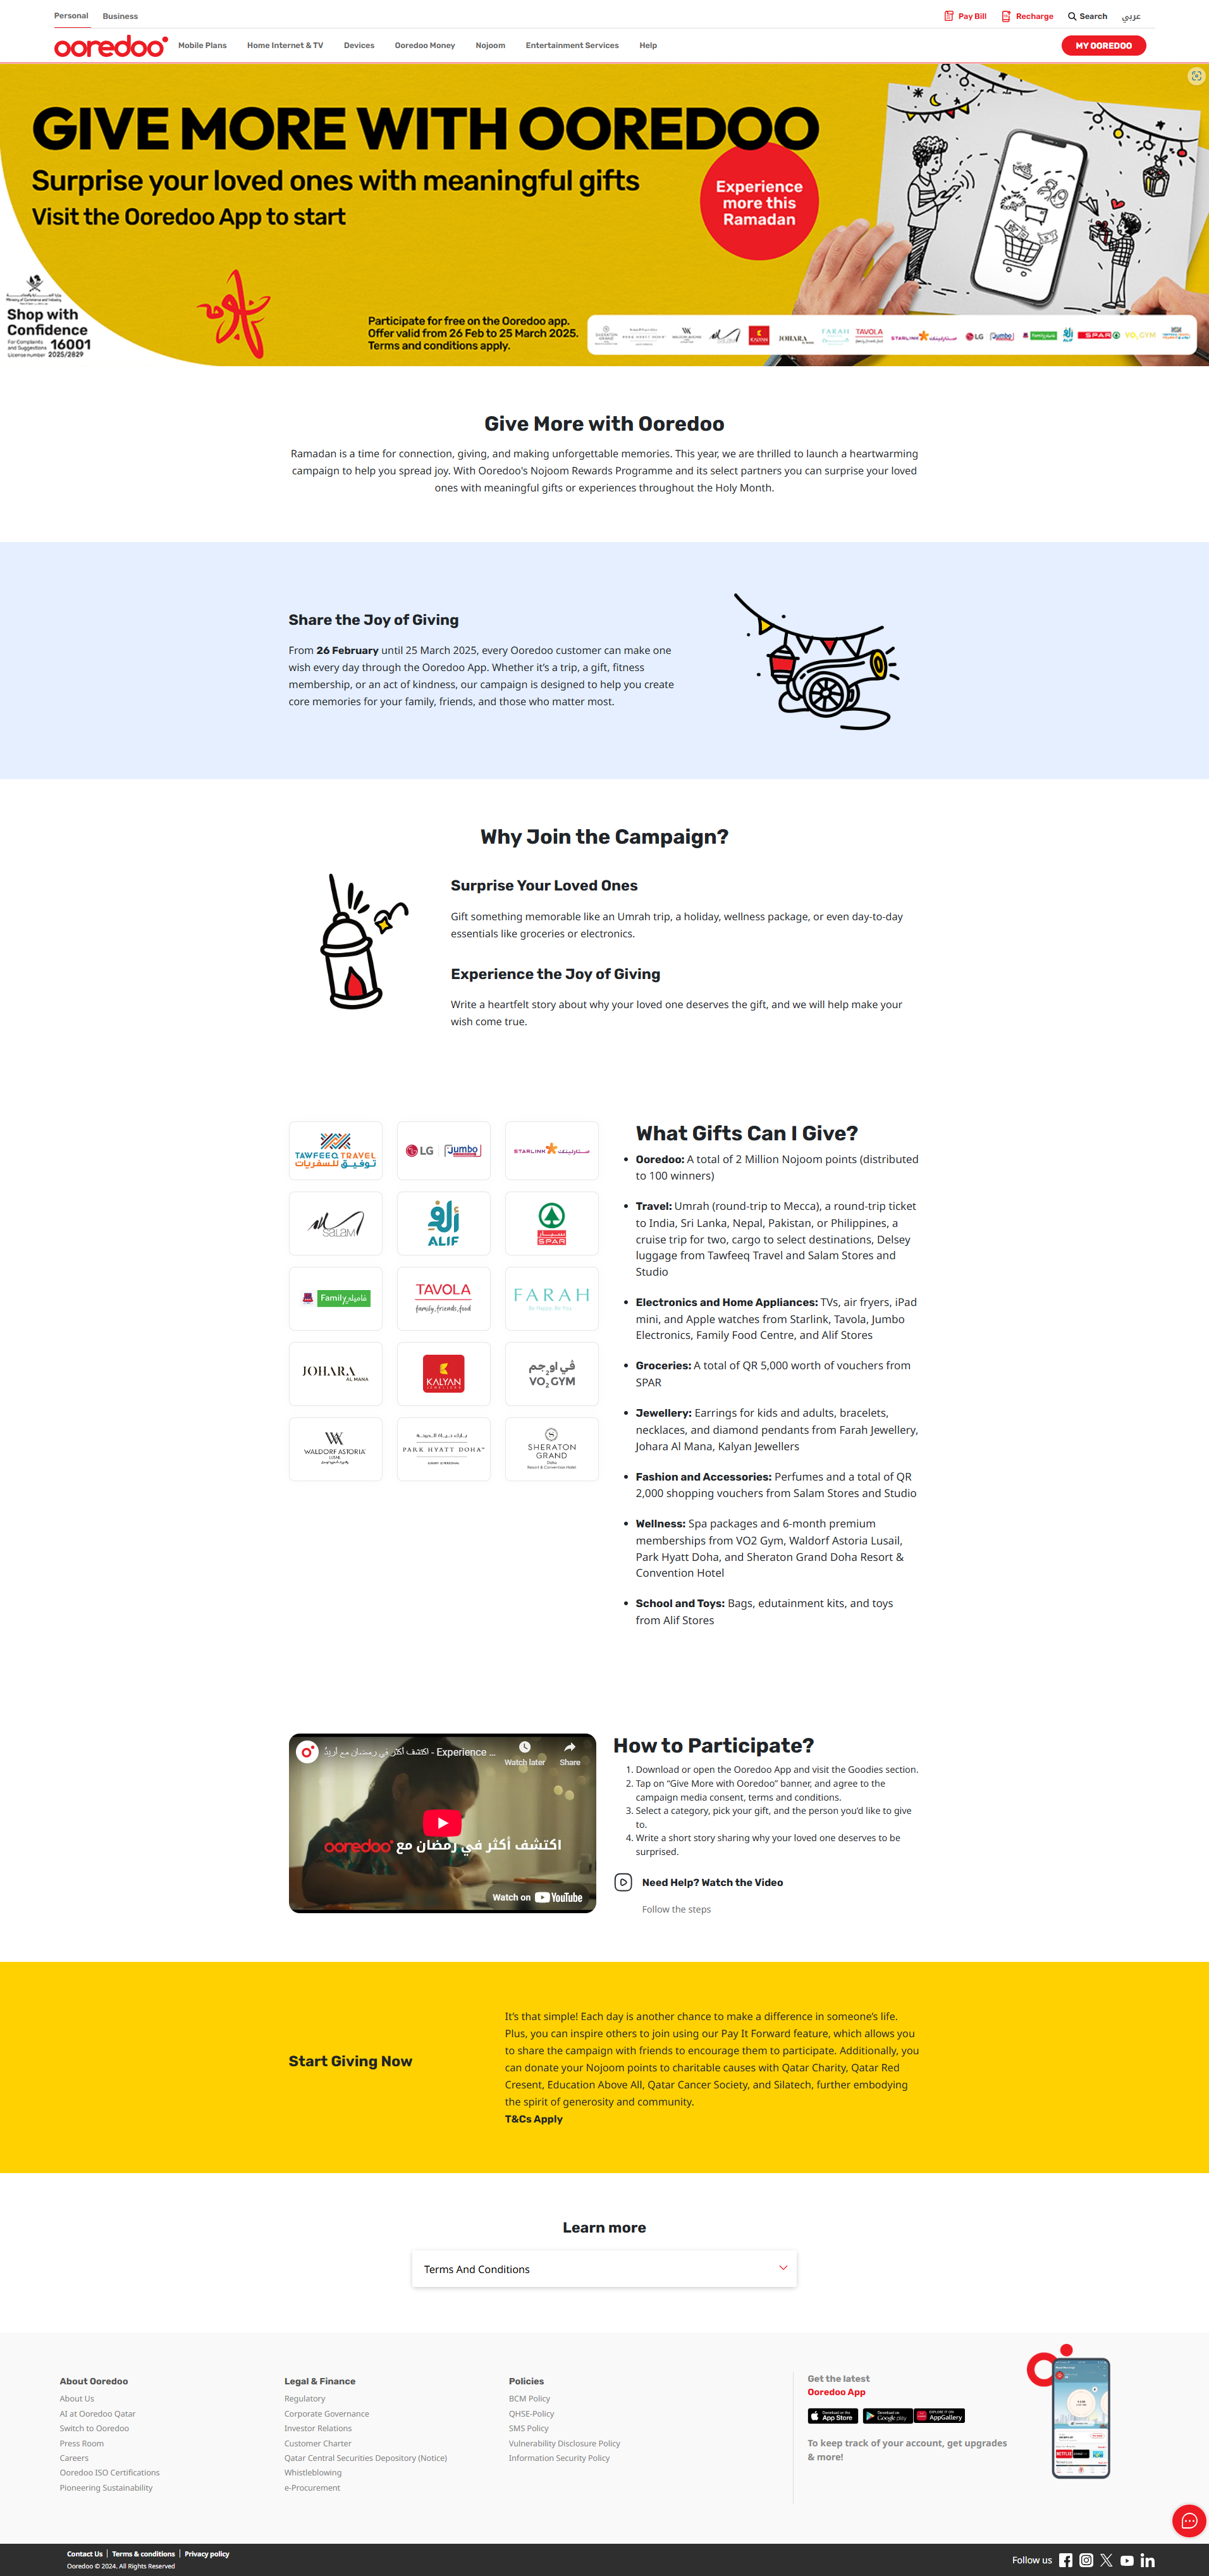 Personal Business
Pay Bill Recharge Search عربي
ooredoo
Mobile Plans Home Internet & TV Devices Ooredoo Money Nojoom Entertainment Services Help
MY OOREDOO
GIVE MORE WITH OOREDOO
Surprise your loved ones with meaningful gifts
Visit the Ooredoo App to start
Experience
more this
Ramadan
Shop with
Confidence
For Complaints
and Suggestions 16001
License number 2025/2829
Participate for free on the Ooredoo app.
Offer valid from 26 Feb to 25 March 2025.
Terms and conditions apply.
Give More with Ooredoo
Ramadan is a time for connection, giving, and making unforgettable memories. This year, we are thrilled to launch a heartwarming
campaign to help you spread joy. With Ooredoo's Nojoom Rewards Programme and its select partners you can surprise your loved
ones with meaningful gifts or experiences throughout the Holy Month.
Share the Joy of Giving
From 26 February until 25 March 2025, every Ooredoo customer can make one
wish every day through the Ooredoo App. Whether it's a trip, a gift, fitness
membership, or an act of kindness, our campaign is designed to help you create
core memories for your family, friends, and those who matter most.
Why Join the Campaign?
Surprise Your Loved Ones
Gift something memorable like an Umrah trip, a holiday, wellness package, or even day-to-day
essentials like groceries or electronics.
Experience the Joy of Giving
Write a heartfelt story about why your loved one deserves the gift, and we will help make your
wish come true.
TAWFEEQ TRAVEL
توفيق للسفريات
LG Jumbo
STARLINK ستارلينك
SALAM
ALIF
سبار
SPAR
Family فاميلي
TAVOLA
family, friends, food
FARAH
JOHARA
AL MANA
KALYAN
JEWELLERS
في او₂ جم
VO₂ GYM
WALDORF ASTORIA
LUSAIL
PARK HYATT DOHA
SHERATON
GRAND
Doha
Resort & Convention Hotel
What Gifts Can I Give?
• Ooredoo: A total of 2 Million Nojoom points (distributed
to 100 winners)
• Travel: Umrah (round-trip to Mecca), a round-trip ticket
to India, Sri Lanka, Nepal, Pakistan, or Philippines, a
cruise trip for two, cargo to select destinations, Delsey
luggage from Tawfeeq Travel and Salam Stores and
Studio
• Electronics and Home Appliances: TVs, air fryers, iPad
mini, and Apple watches from Starlink, Tavola, Jumbo
Electronics, Family Food Centre, and Alif Stores
• Groceries: A total of QR 5,000 worth of vouchers from
SPAR
• Jewellery: Earrings for kids and adults, bracelets,
necklaces, and diamond pendants from Farah Jewellery,
Johara Al Mana, Kalyan Jewellers
• Fashion and Accessories: Perfumes and a total of QR
2,000 shopping vouchers from Salam Stores and Studio
• Wellness: Spa packages and 6-month premium
memberships from VO2 Gym, Waldorf Astoria Lusail,
Park Hyatt Doha, and Sheraton Grand Doha Resort &
Convention Hotel
• School and Toys: Bags, edutainment kits, and toys
from Alif Stores
اكتشف أكثر في رمضان مع أريدُ - Experience ...
Watch later Share
اكتشف أكثر في رمضان مع ooredoo
Watch on YouTube
How to Participate?
1. Download or open the Ooredoo App and visit the Goodies section.
2. Tap on “Give More with Ooredoo” banner, and agree to the
campaign media consent, terms and conditions.
3. Select a category, pick your gift, and the person you’d like to give
to.
4. Write a short story sharing why your loved one deserves to be
surprised.
Need Help? Watch the Video
Follow the steps
Start Giving Now
It’s that simple! Each day is another chance to make a difference in someone’s life.
Plus, you can inspire others to join using our Pay It Forward feature, which allows you
to share the campaign with friends to encourage them to participate. Additionally, you
can donate your Nojoom points to charitable causes with Qatar Charity, Qatar Red
Cresent, Education Above All, Qatar Cancer Society, and Silatech, further embodying
the spirit of generosity and community.
T&Cs Apply
Learn more
Terms And Conditions
About Ooredoo
About Us
AI at Ooredoo Qatar
Switch to Ooredoo
Press Room
Careers
Ooredoo ISO Certifications
Pioneering Sustainability
Legal & Finance
Regulatory
Corporate Governance
Investor Relations
Customer Charter
Qatar Central Securities Depository (Notice)
Whistleblowing
e-Procurement
Policies
BCM Policy
QHSE-Policy
SMS Policy
Vulnerability Disclosure Policy
Information Security Policy
Get the latest
Ooredoo App
App Store Google play AppGallery
To keep track of your account, get upgrades
& more!
Contact Us | Terms & conditions | Privacy policy
Ooredoo © 2024. All Rights Reserved
Follow us